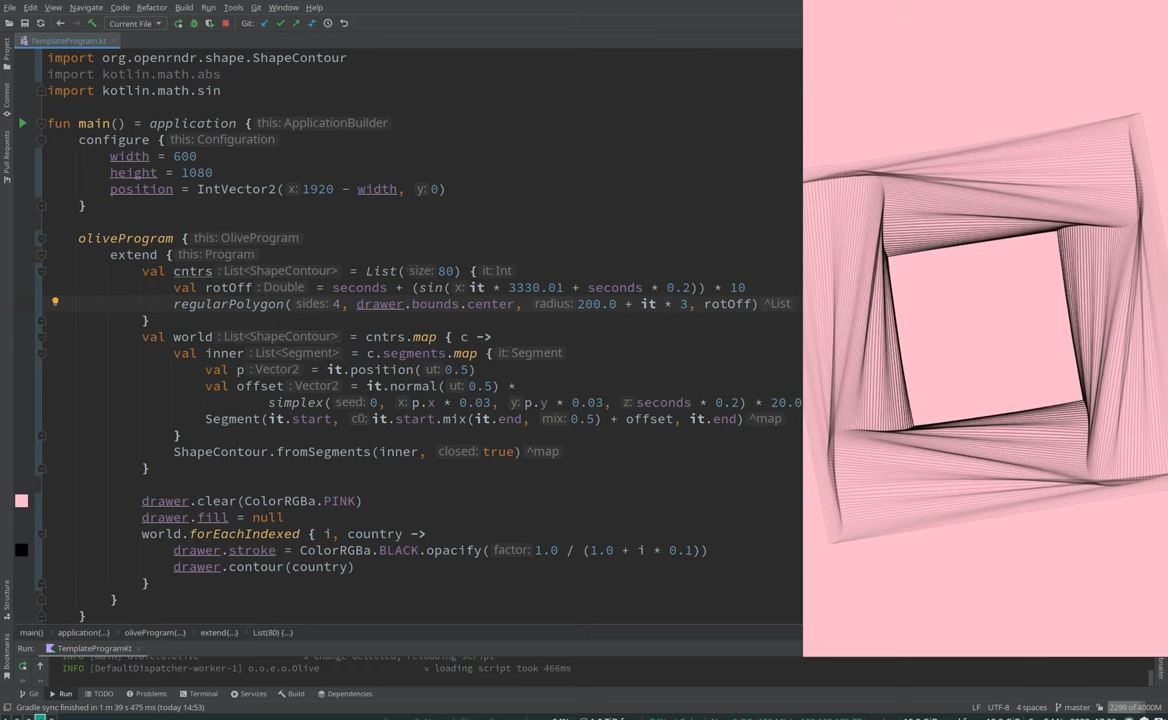 File Edit View Navigate Code Refactor Build Run Tools Git Window Help
Current File Git:
TemplateProgram.kt
Project
Commit
Pull Requests
import org.openrndr.shape.ShapeContour
import kotlin.math.abs
import kotlin.math.sin
fun main() = application { this: ApplicationBuilder
configure { this: Configuration
width = 600
height = 1080
position = IntVector2( x: 1920 - width, y: 0)
}
oliveProgram { this: OliveProgram
extend { this: Program
val cntrs : List<ShapeContour> = List( size: 80) { it: Int
val rotOff : Double = seconds + (sin( x: it * 3330.01 + seconds * 0.2)) * 10
regularPolygon( sides: 4, drawer.bounds.center, radius: 200.0 + it * 3, rotOff) ^List
}
val world : List<ShapeContour> = cntrs.map { c ->
val inner : List<Segment> = c.segments.map { it: Segment
val p : Vector2 = it.position( ut: 0.5)
val offset : Vector2 = it.normal( ut: 0.5) *
simplex( seed: 0, x: p.x * 0.03, y: p.y * 0.03, z: seconds * 0.2) * 20.0
Segment(it.start, c0: it.start.mix(it.end, mix: 0.5) + offset, it.end) ^map
}
ShapeContour.fromSegments(inner, closed: true) ^map
}
drawer.clear(ColorRGBa.PINK)
drawer.fill = null
world.forEachIndexed { i, country ->
drawer.stroke = ColorRGBa.BLACK.opacify( factor: 1.0 / (1.0 + i * 0.1))
drawer.contour(country)
}
}
}
Structure
Bookmarks
main() application{...} oliveProgram{...} extend{...} List(80) {...}
Run: TemplateProgramKt
INFO [DefaultDispatcher-worker-1] o.o.e.o.Olive ↘ loading script took 466ms
Git Run TODO Problems Terminal Services Build Dependencies
Gradle sync finished in 1 m 39 s 475 ms (today 14:53) LF UTF-8 4 spaces master 2299 of 4000M